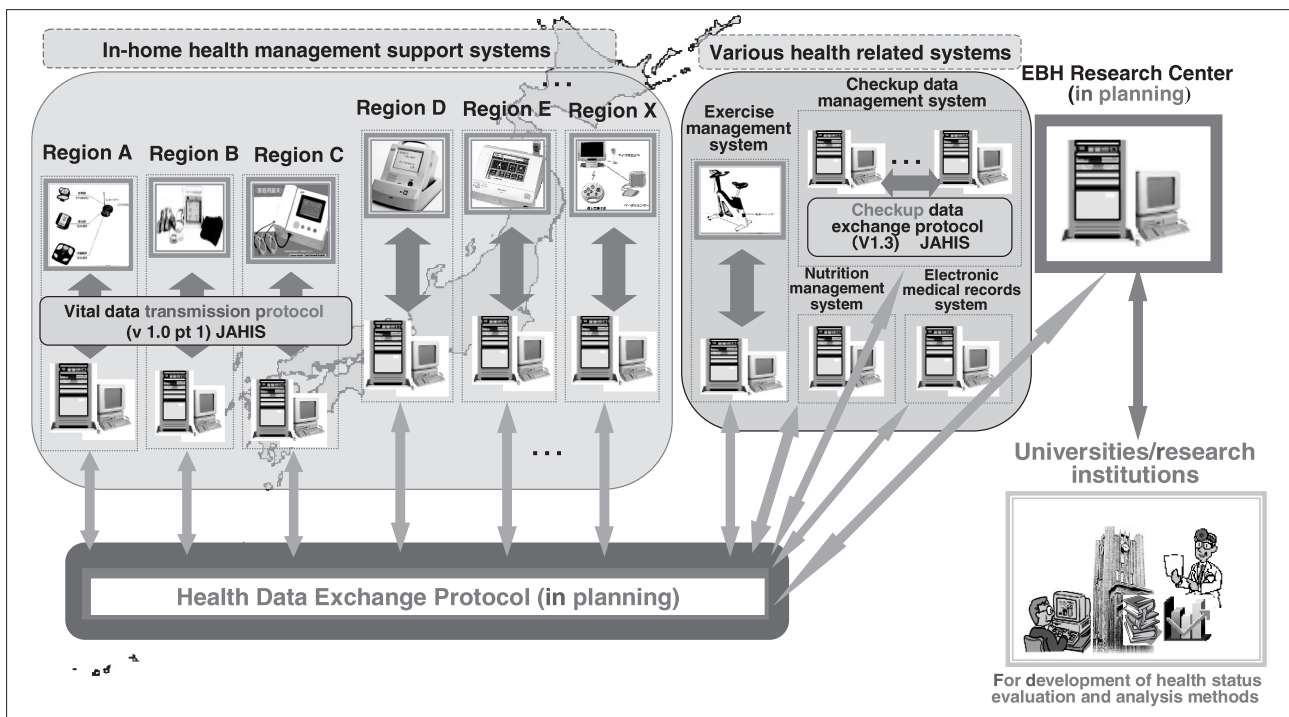 In-home health management support systems
...
Region A
Region B
Region C
Region D
Region E
Region X
Vital data transmission protocol
(v 1.0 pt 1) JAHIS
...
Various health related systems
Exercise
management
system
Checkup data
management system
...
Checkup data
exchange protocol
(V1.3) JAHIS
Nutrition
management
system
Electronic
medical records
system
EBH Research Center
(in planning)
Universities/research
institutions
For development of health status
evaluation and analysis methods
Health Data Exchange Protocol (in planning)